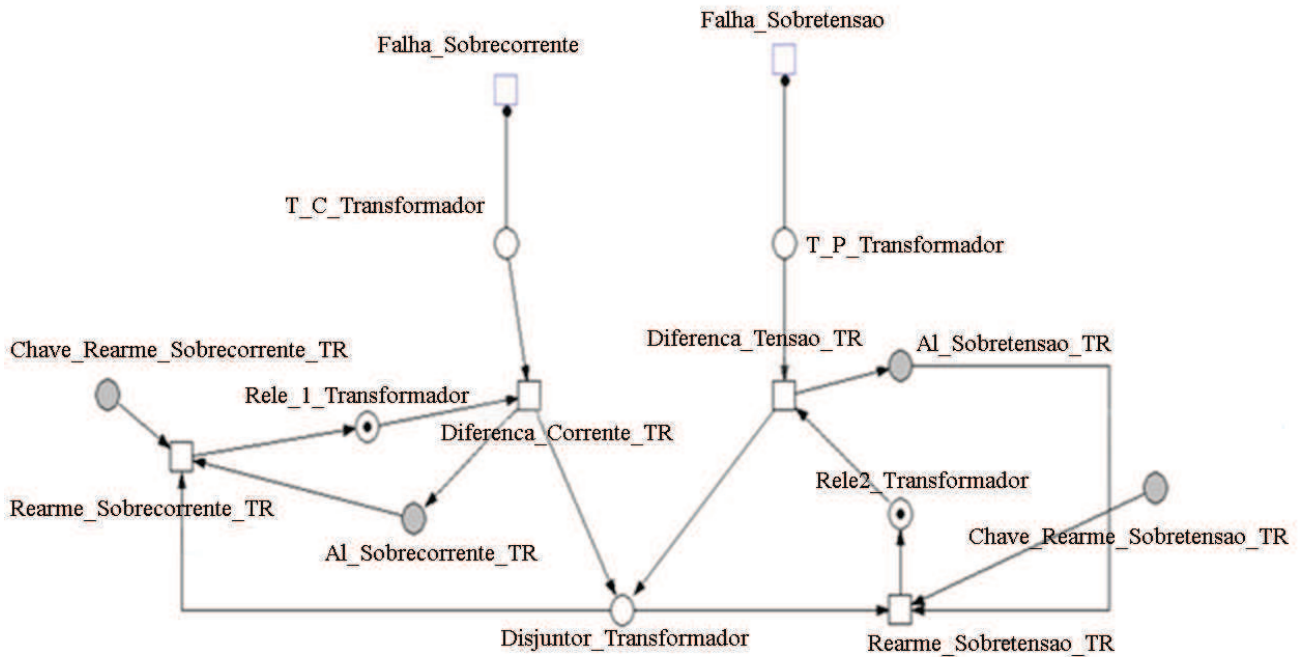 Falha_Sobretensao
Falha_Sobrecorrente
T_C_Transformador
T_P_Transformador
Diferenca_Tensao_TR
Al_Sobretensao_TR
Chave_Rearme_Sobrecorrente_TR
Rele_1_Transformador
Diferenca_Corrente_TR
Rele2_Transformador
Rearme_Sobrecorrente_TR
Chave_Rearme_Sobretensao_TR
Al_Sobrecorrente_TR
Disjuntor_Transformador
Rearme_Sobretensao_TR